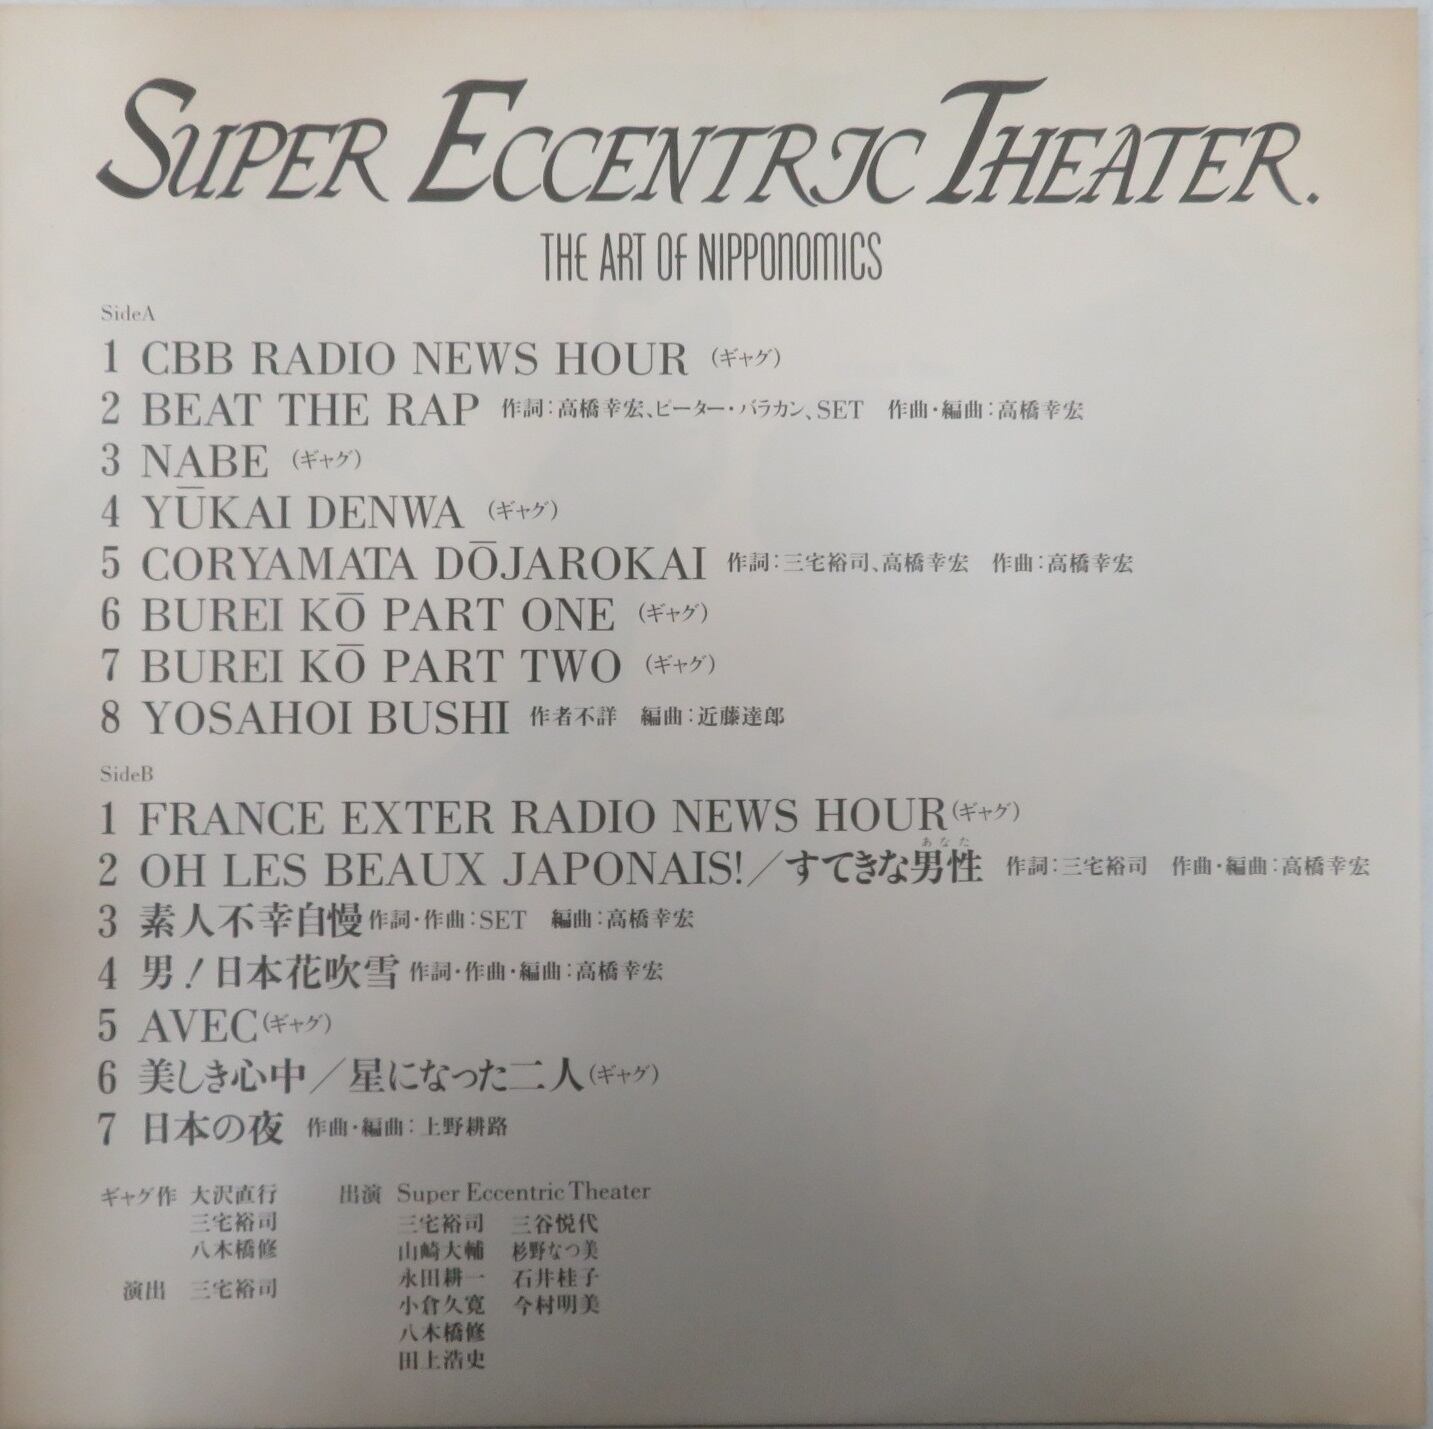 SUPER ECCENTRIC THEATER.
THE ART OF NIPPONOMICS
SideA
1 CBB RADIO NEWS HOUR (ギャグ)
2 BEAT THE RAP 作詞:高橋幸宏、ピーター・バラカン、SET 作曲・編曲:高橋幸宏
3 NABE (ギャグ)
4 YŪKAI DENWA (ギャグ)
5 CORYAMATA DŌJAROKAI 作詞:三宅裕司、高橋幸宏 作曲:高橋幸宏
6 BUREI KŌ PART ONE (ギャグ)
7 BUREI KŌ PART TWO (ギャグ)
8 YOSAHOI BUSHI 作者不詳 編曲:近藤達郎
SideB
1 FRANCE EXTER RADIO NEWS HOUR(ギャグ)
あなた
2 OH LES BEAUX JAPONAIS!/すてきな男性 作詞:三宅裕司 作曲・編曲:高橋幸宏
3 素人不幸自慢 作詞・作曲:SET 編曲:高橋幸宏
4 男!日本花吹雪 作詞・作曲・編曲:高橋幸宏
5 AVEC(ギャグ)
6 美しき心中/星になった二人(ギャグ)
7 日本の夜 作曲・編曲:上野耕路
ギャグ作 大沢直行 出演 Super Eccentric Theater
三宅裕司 三宅裕司 三谷悦代
八木橋修 山崎大輔 杉野なつ美
永田耕一 石井桂子
演出 三宅裕司 小倉久寛 今村明美
八木橋修
田上浩史